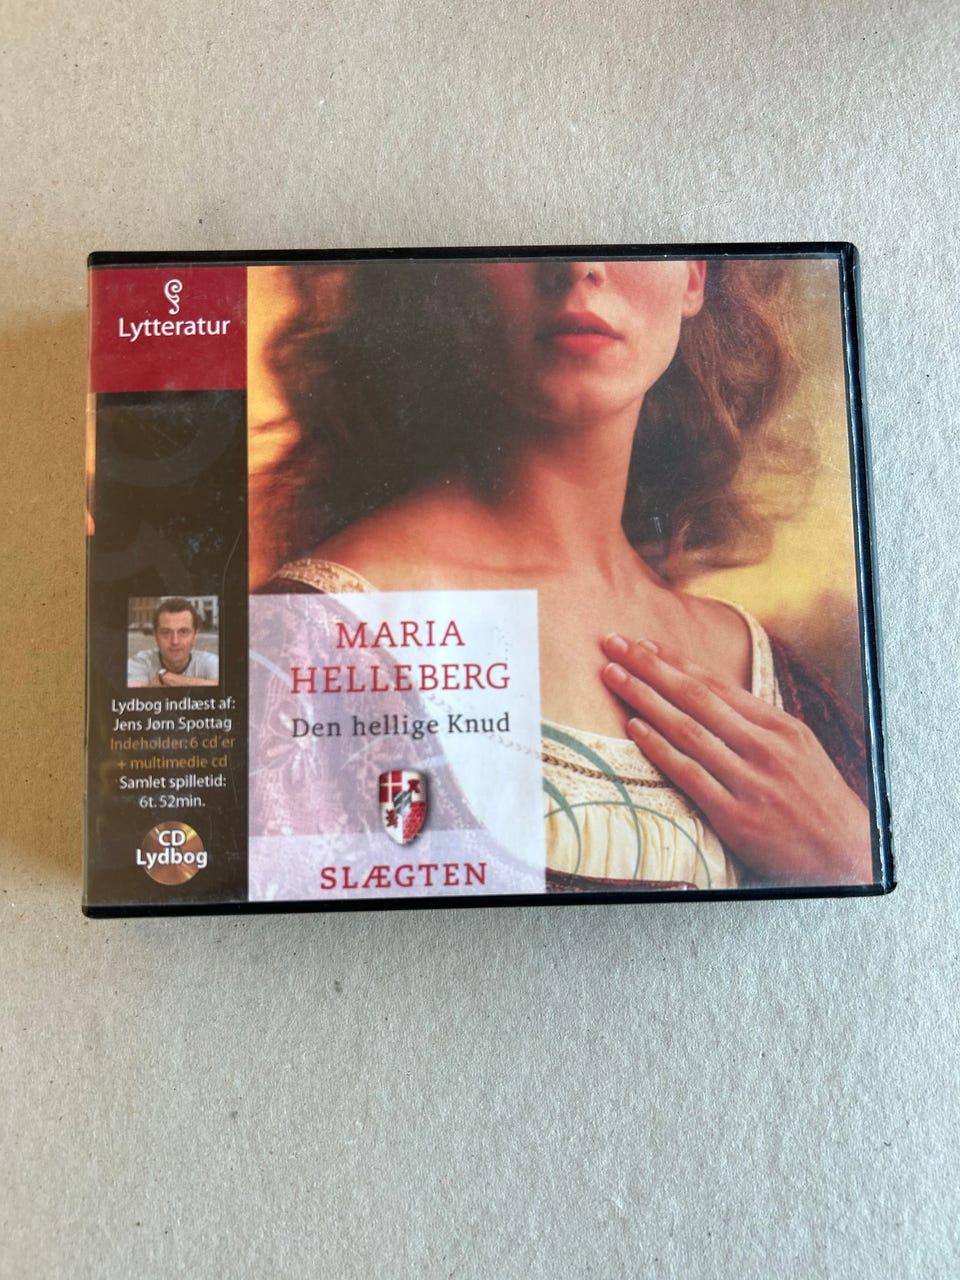 Lytteratur
Lydbog indlæst af:
Jens Jørn Spottag
Indeholder: 6 cd'er
+ multimedie cd
Samlet spilletid:
6t. 52min.
CD
Lydbog
MARIA
HELLEBERG
Den hellige Knud
SLÆGTEN